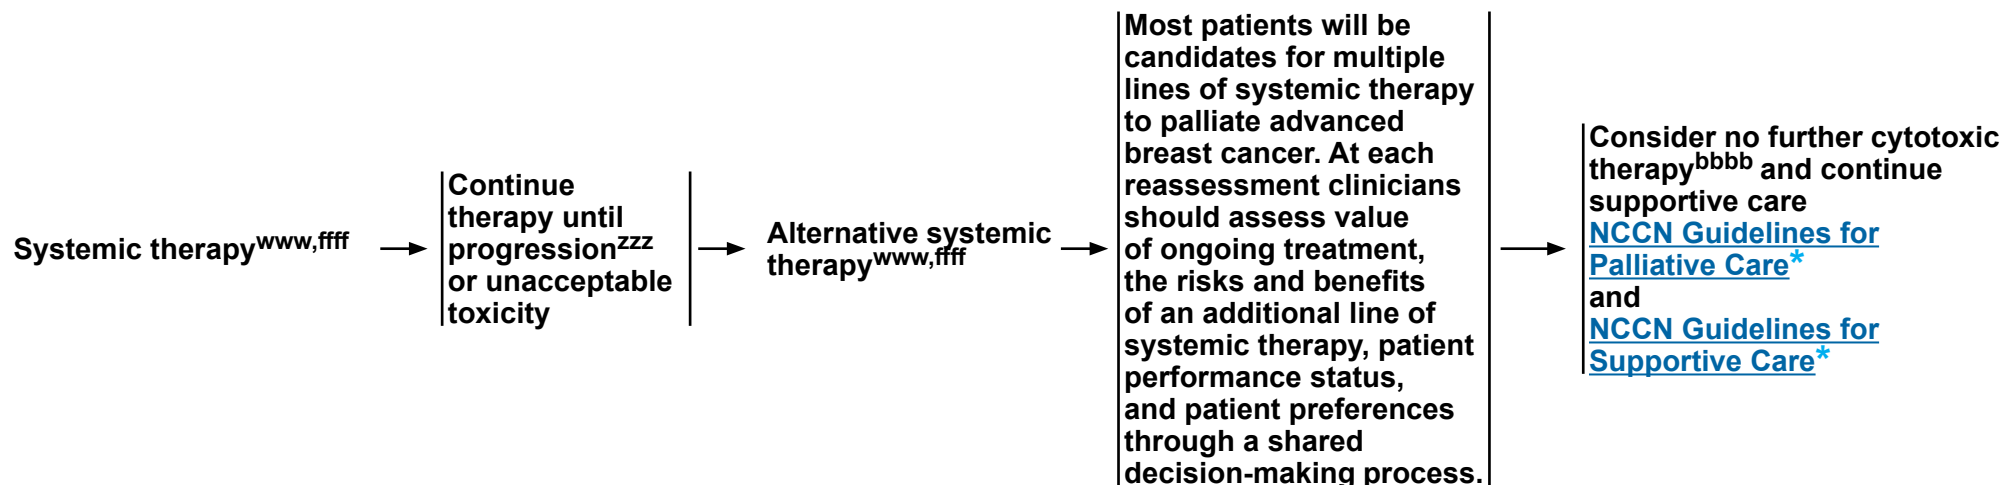 Systemic therapywww,ffff
Continue
therapy until
progressionzzz
or unacceptable
toxicity
Alternative systemic
therapywww,ffff
Most patients will be
candidates for multiple
lines of systemic therapy
to palliate advanced
breast cancer. At each
reassessment clinicians
should assess value
of ongoing treatment,
the risks and benefits
of an additional line of
systemic therapy, patient
performance status,
and patient preferences
through a shared
decision-making process.
Consider no further cytotoxic
therapybbbb and continue
supportive care
NCCN Guidelines for
Palliative Care*
and
NCCN Guidelines for
Supportive Care*